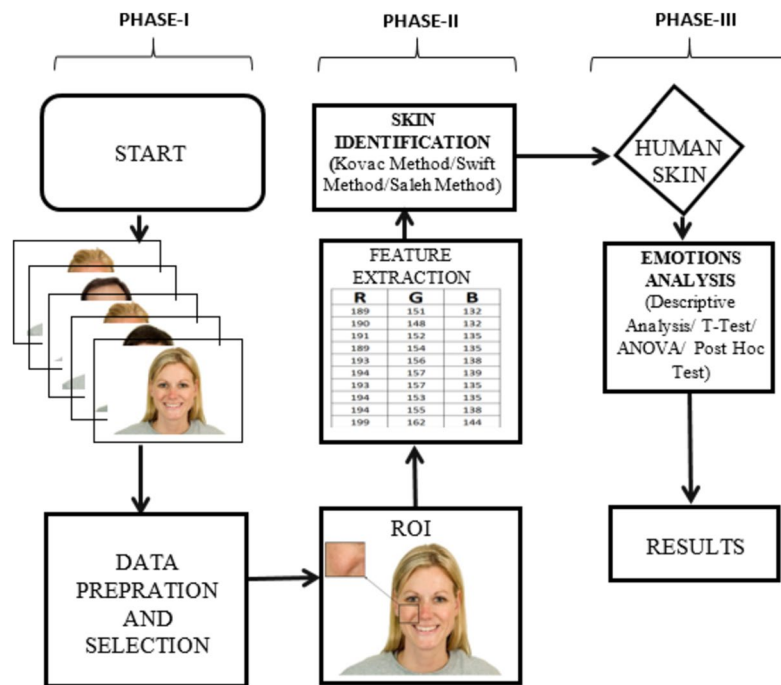 PHASE-I
PHASE-II
PHASE-III
START
DATA
PREPRATION
AND
SELECTION
ROI
FEATURE
EXTRACTION
R G B
189 151 132
190 148 132
191 152 135
189 154 135
193 156 138
194 157 139
193 157 135
194 153 135
194 155 138
199 162 144
SKIN
IDENTIFICATION
(Kovac Method/Swift
Method/Saleh Method)
HUMAN
SKIN
EMOTIONS
ANALYSIS
(Descriptive
Analysis/ T-Test/
ANOVA/ Post Hoc
Test)
RESULTS